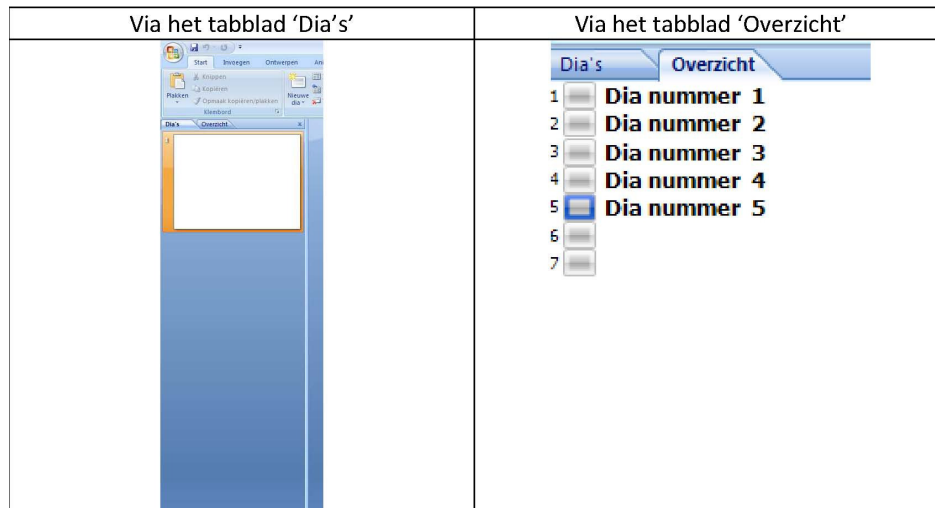 Via het tabblad ‘Dia’s’
Via het tabblad ‘Overzicht’
Start Invoegen Ontwerpen
Plakken
Knippen
Kopiëren
Opmaak kopiëren/plakken
Klembord
Nieuwe
dia
Dia's Overzicht x
1
Dia's Overzicht
1 Dia nummer 1
2 Dia nummer 2
3 Dia nummer 3
4 Dia nummer 4
5 Dia nummer 5
6
7